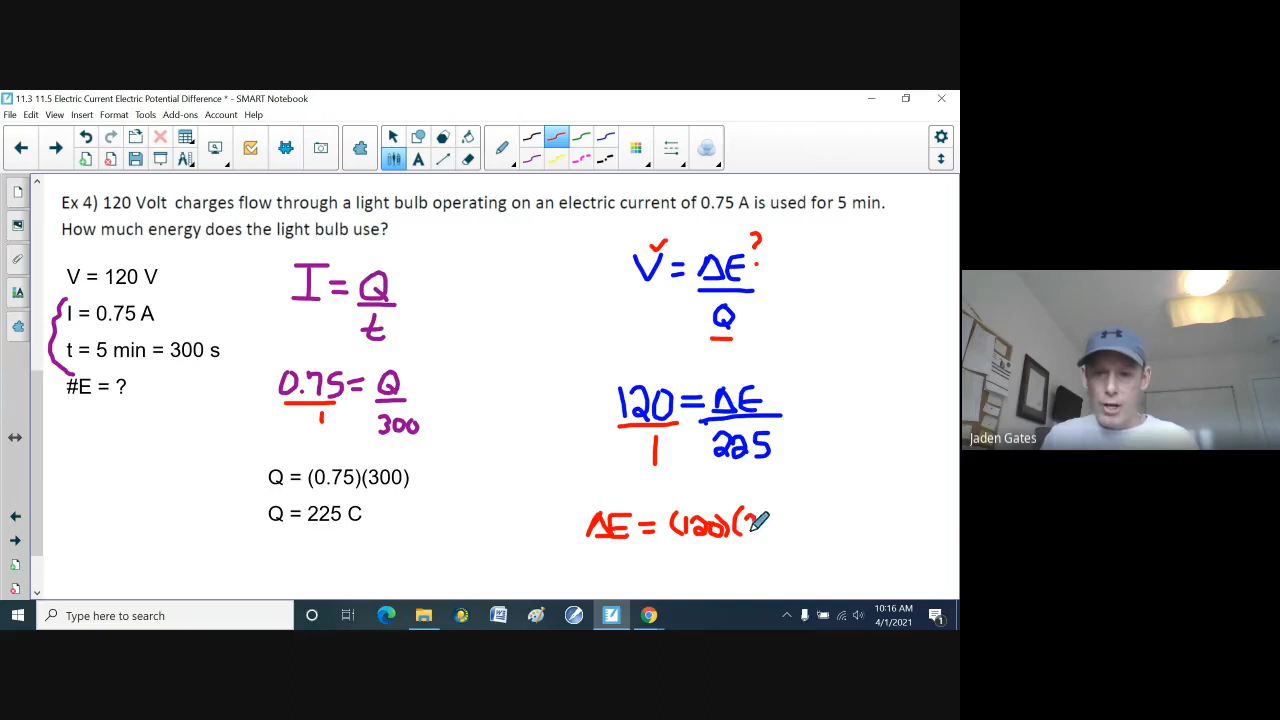 11.3 11.5 Electric Current Electric Potential Difference * - SMART Notebook
File Edit View Insert Format Tools Add-ons Account Help
Ex 4) 120 Volt charges flow through a light bulb operating on an electric current of 0.75 A is used for 5 min.
How much energy does the light bulb use?
V = 120 V
I = 0.75 A
t = 5 min = 300 s
#E = ?
I = Q
t
0.75 = Q
1 300
Q = (0.75)(300)
Q = 225 C
V = ΔE ?
Q
120 = ΔE
1 225
ΔE = (120)(2
Jaden Gates
Type here to search
10:16 AM
4/1/2021
1